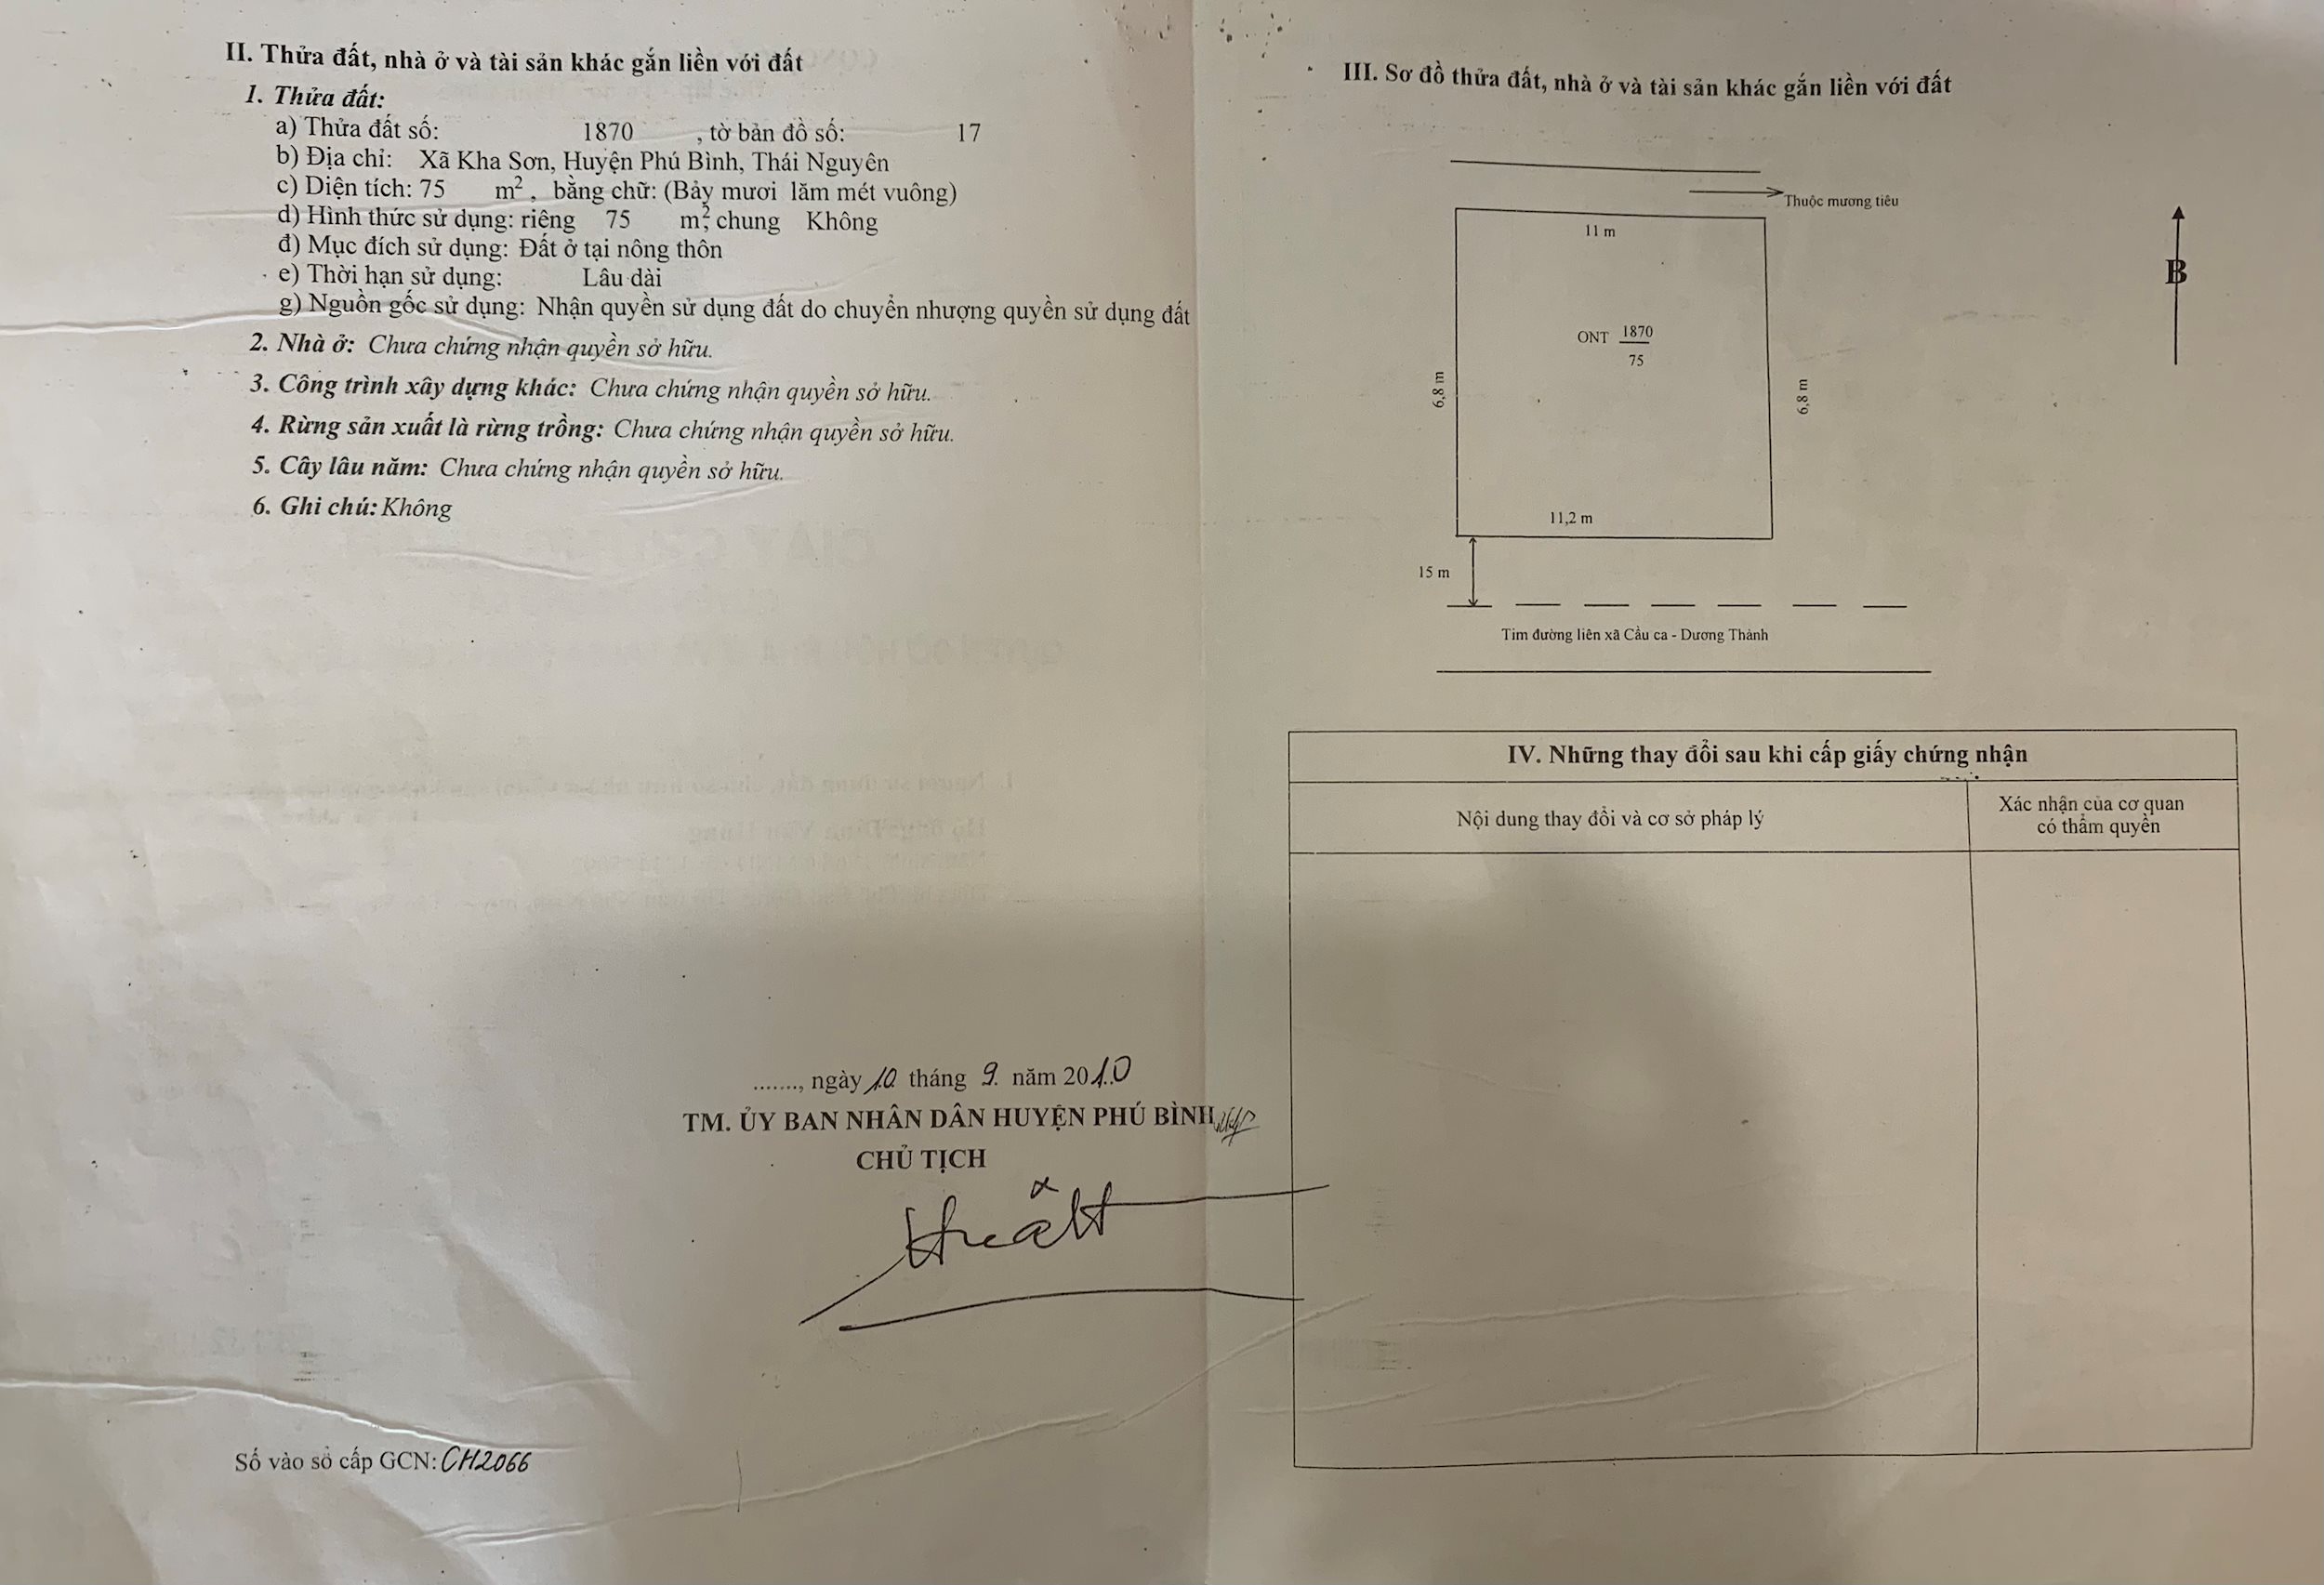 II. Thửa đất, nhà ở và tài sản khác gắn liền với đất
1. Thửa đất:
a) Thửa đất số: 1870 , tờ bản đồ số: 17
b) Địa chỉ: Xã Kha Sơn, Huyện Phú Bình, Thái Nguyên
c) Diện tích: 75 m², bằng chữ: (Bảy mươi lăm mét vuông)
d) Hình thức sử dụng: riêng 75 m², chung Không
đ) Mục đích sử dụng: Đất ở tại nông thôn
e) Thời hạn sử dụng: Lâu dài
g) Nguồn gốc sử dụng: Nhận quyền sử dụng đất do chuyển nhượng quyền sử dụng đất
2. Nhà ở: Chưa chứng nhận quyền sở hữu.
3. Công trình xây dựng khác: Chưa chứng nhận quyền sở hữu.
4. Rừng sản xuất là rừng trồng: Chưa chứng nhận quyền sở hữu.
5. Cây lâu năm: Chưa chứng nhận quyền sở hữu.
6. Ghi chú: Không
......., ngày 10 tháng 9. năm 2010
TM. ỦY BAN NHÂN DÂN HUYỆN PHÚ BÌNH
CHỦ TỊCH
Số vào sổ cấp GCN: CH2066
III. Sơ đồ thửa đất, nhà ở và tài sản khác gắn liền với đất
Thuộc mương tiêu
11 m
B
ONT 1870
75
6,8 m
6,8 m
11,2 m
15 m
Tim đường liên xã Cầu ca - Dương Thành
IV. Những thay đổi sau khi cấp giấy chứng nhận
Nội dung thay đổi và cơ sở pháp lý
Xác nhận của cơ quan
có thẩm quyền